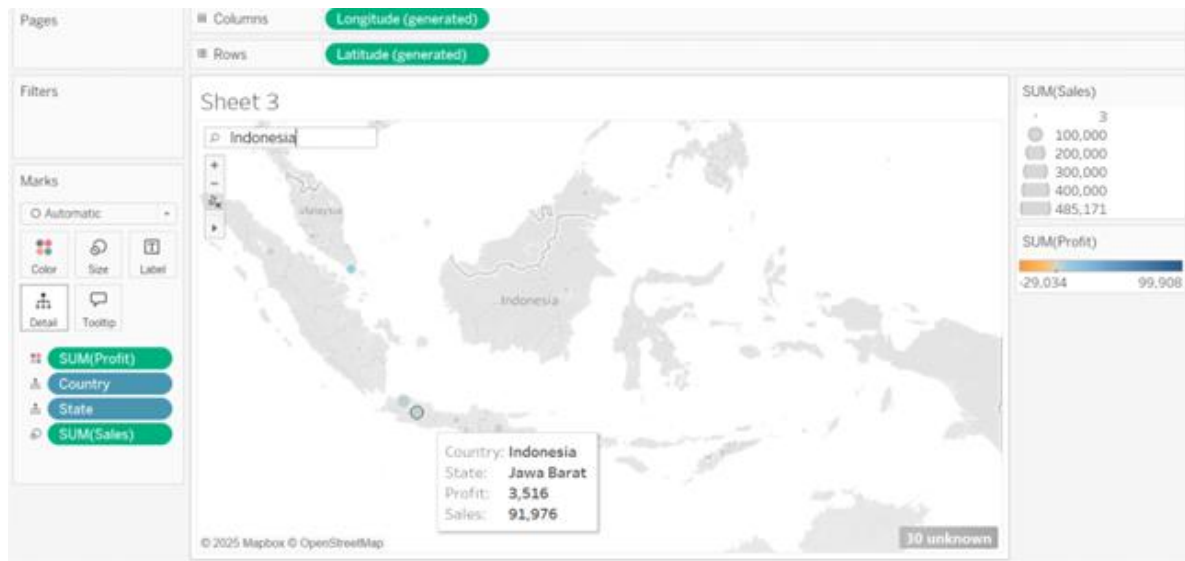 Pages
Columns
Longitude (generated)
Rows
Latitude (generated)
Filters
Marks
Automatic
Color
Size
Label
Detail
Tooltip
SUM(Profit)
Country
State
SUM(Sales)
Sheet 3
Indonesia
Malaysia
Indonesia
Country: Indonesia
State: Jawa Barat
Profit: 3,516
Sales: 91,976
© 2025 Mapbox © OpenStreetMap
30 unknown
SUM(Sales)
3
100,000
200,000
300,000
400,000
485,171
SUM(Profit)
-29,034 99,908